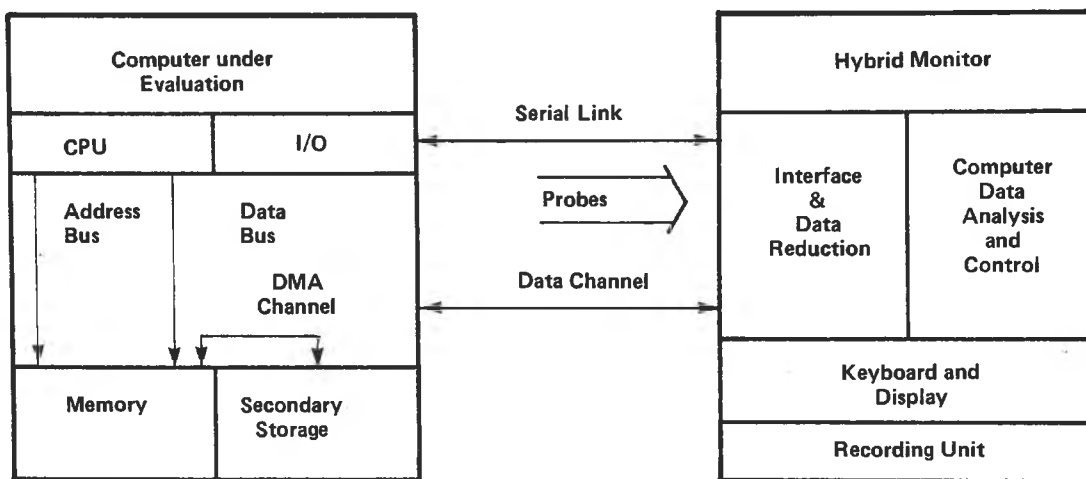 Computer under
Evaluation
CPU
I/O
Address
Bus
Data
Bus
DMA
Channel
Memory
Secondary
Storage
Serial Link
Probes
Data Channel
Hybrid Monitor
Interface
&
Data
Reduction
Computer
Data
Analysis
and
Control
Keyboard and
Display
Recording Unit